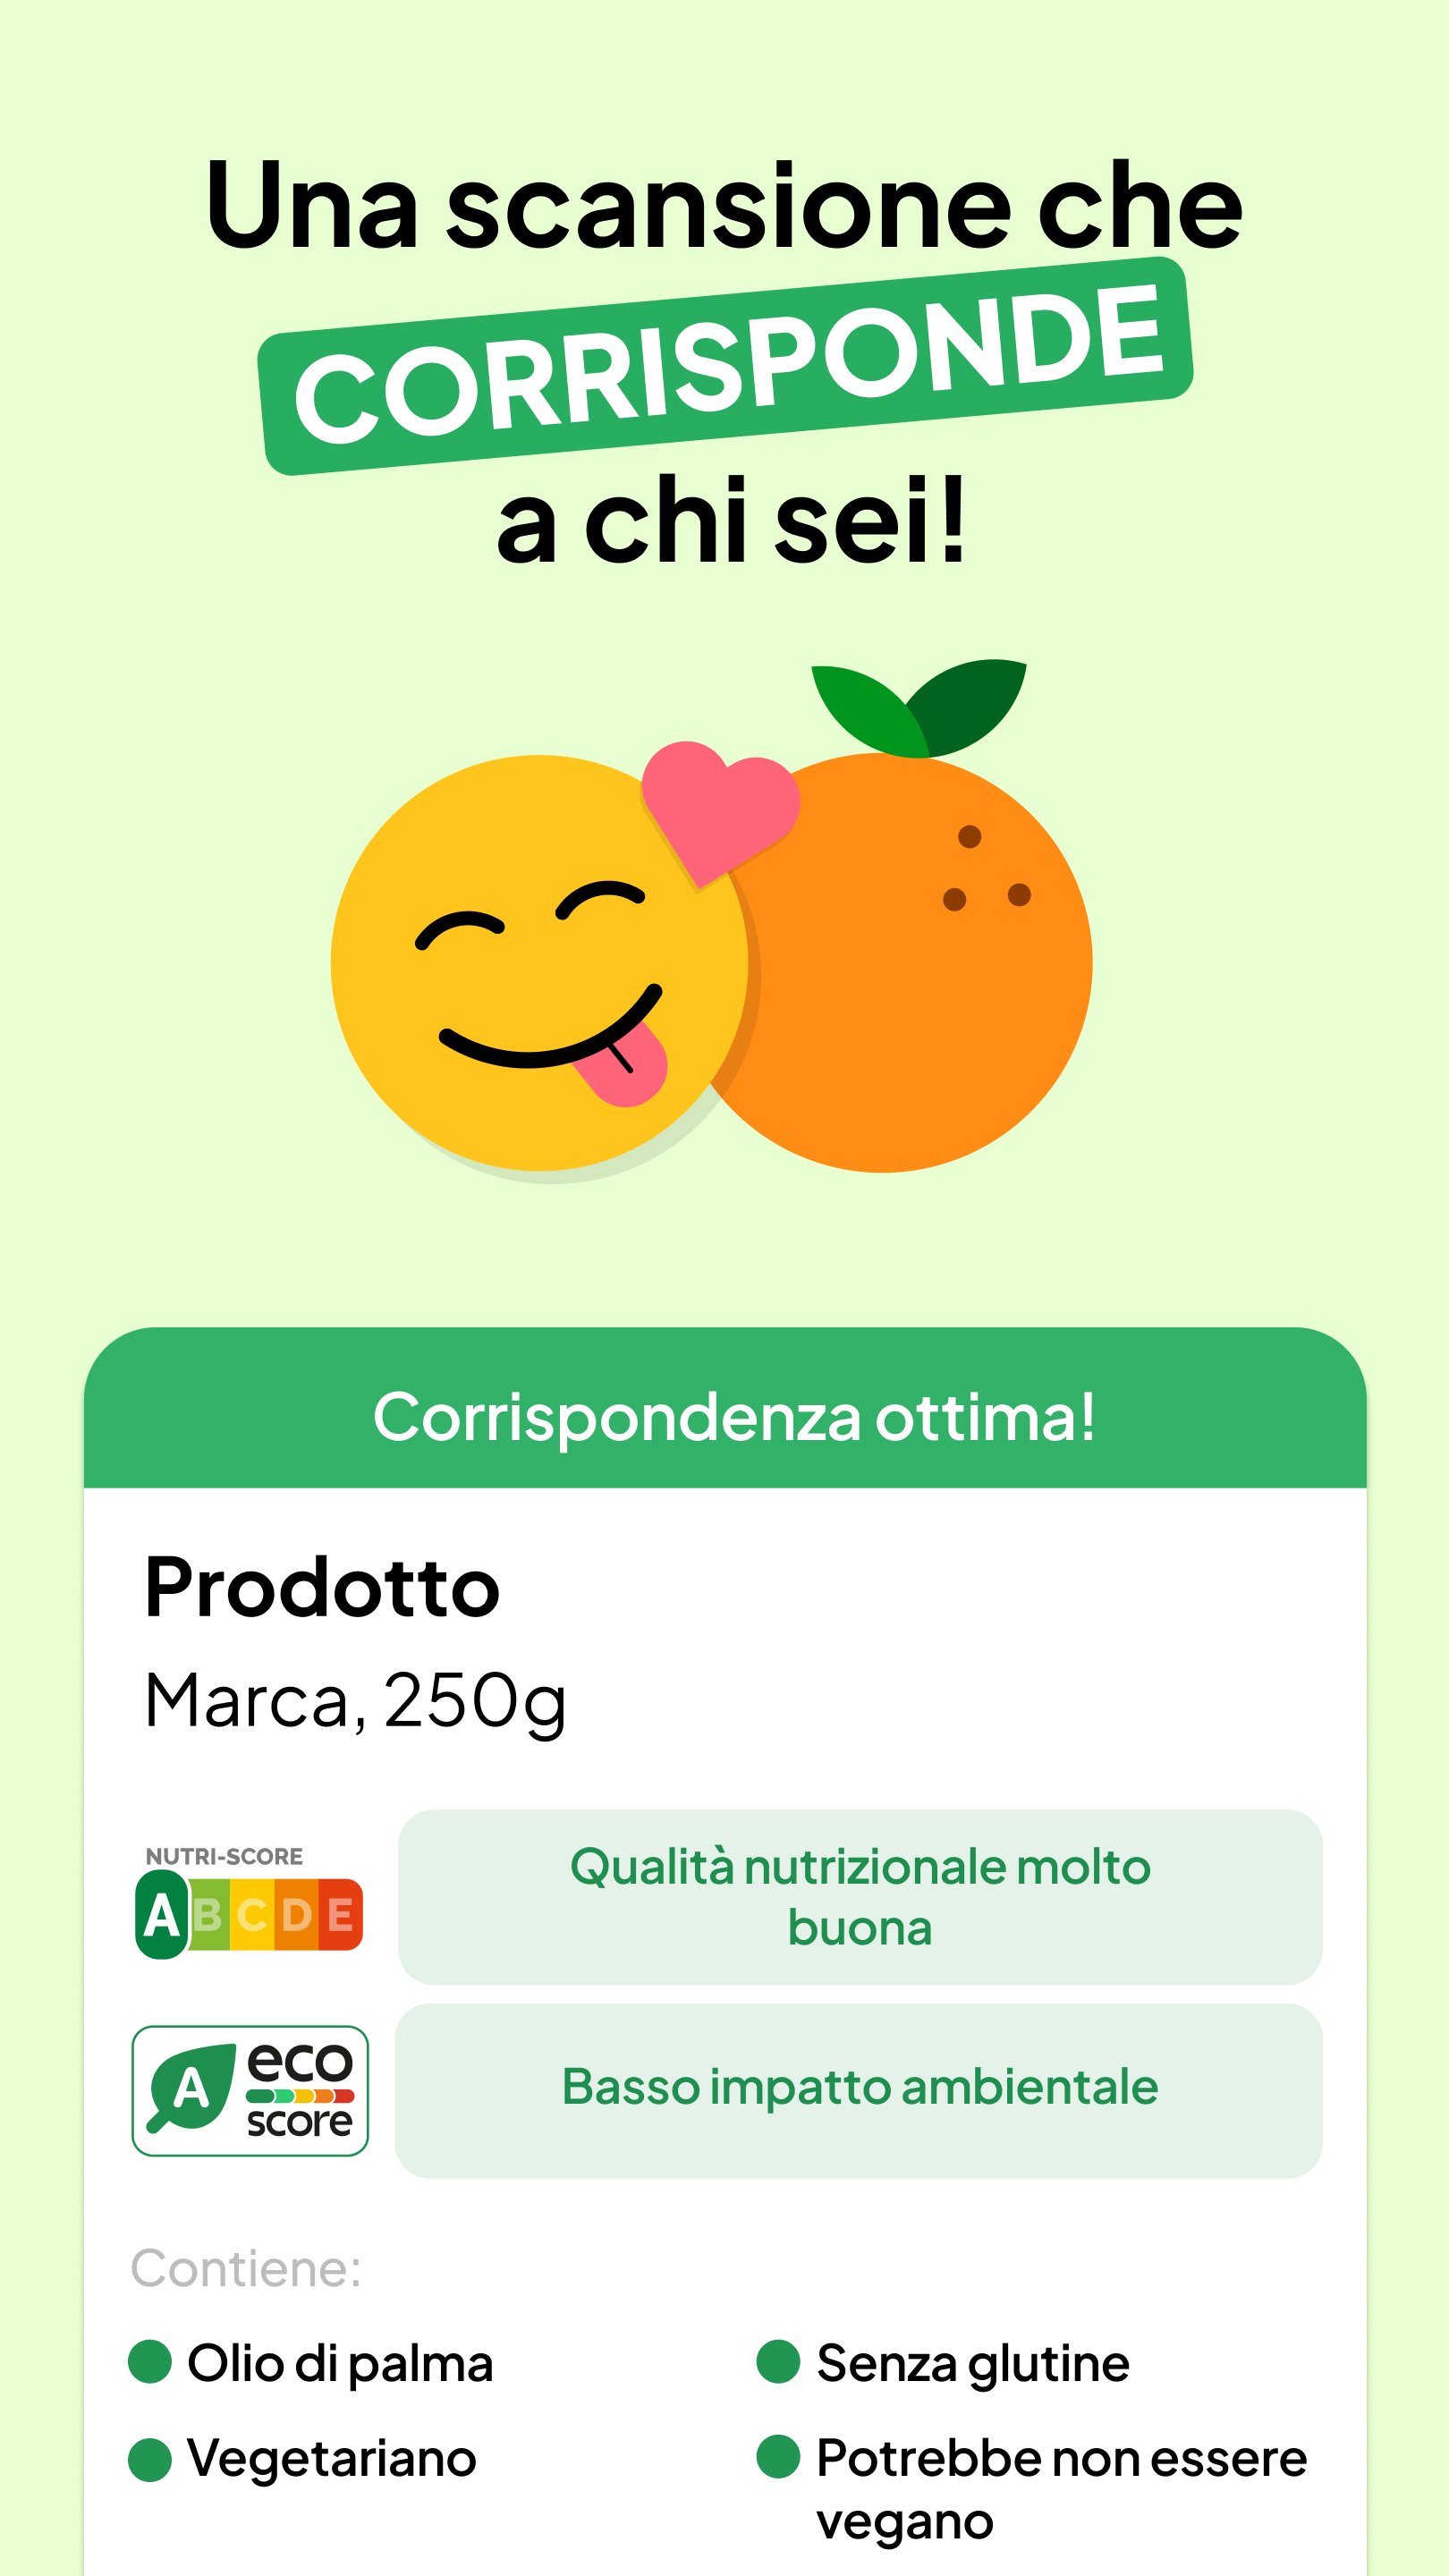 Una scansione che
CORRISPONDE
a chi sei!
Corrispondenza ottima!
Prodotto
Marca, 250g
NUTRI-SCORE
A B C D E
Qualità nutrizionale molto
buona
A
eco
score
Basso impatto ambientale
Contiene:
Olio di palma
Senza glutine
Vegetariano
Potrebbe non essere
vegano